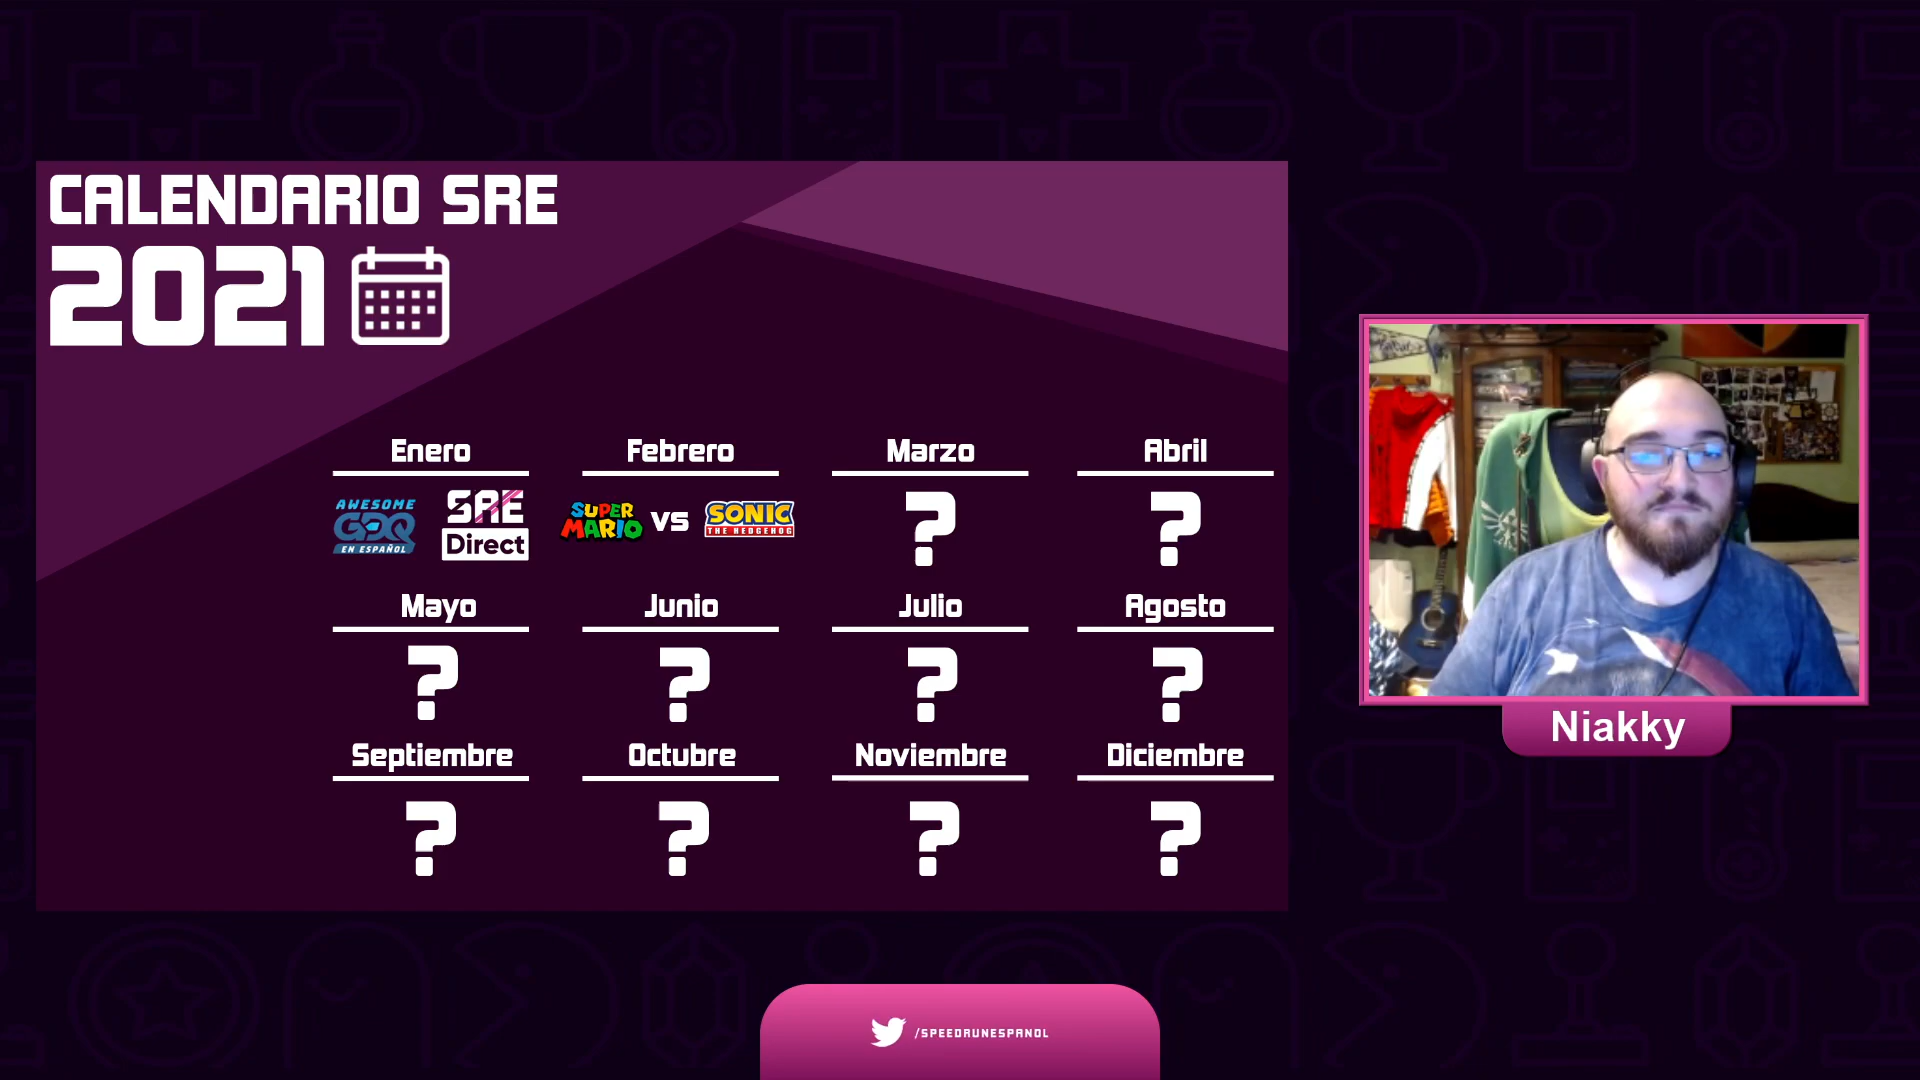 CALENDARIO SRE
2021
Enero
Febrero
Marzo
Abril
AWESOME
GDQ
EN ESPAÑOL
SRE
Direct
SUPER
MARIO
VS
SONIC
THE HEDGEHOG
?
?
Mayo
Junio
Julio
Agosto
?
?
?
?
Septiembre
Octubre
Noviembre
Diciembre
?
?
?
?
Niakky
/SPEEDRUNESPANOL